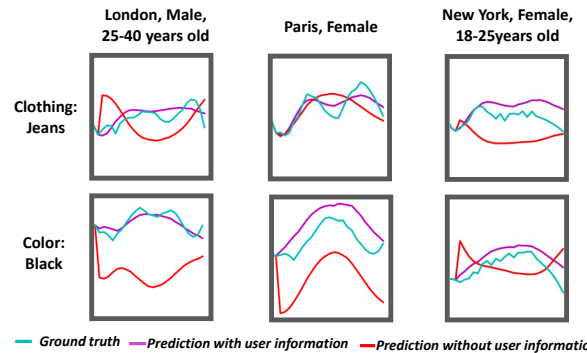 London, Male,
25-40 years old
Paris, Female
New York, Female,
18-25years old
Clothing:
Jeans
Color:
Black
Ground truth
Prediction with user information
Prediction without user information